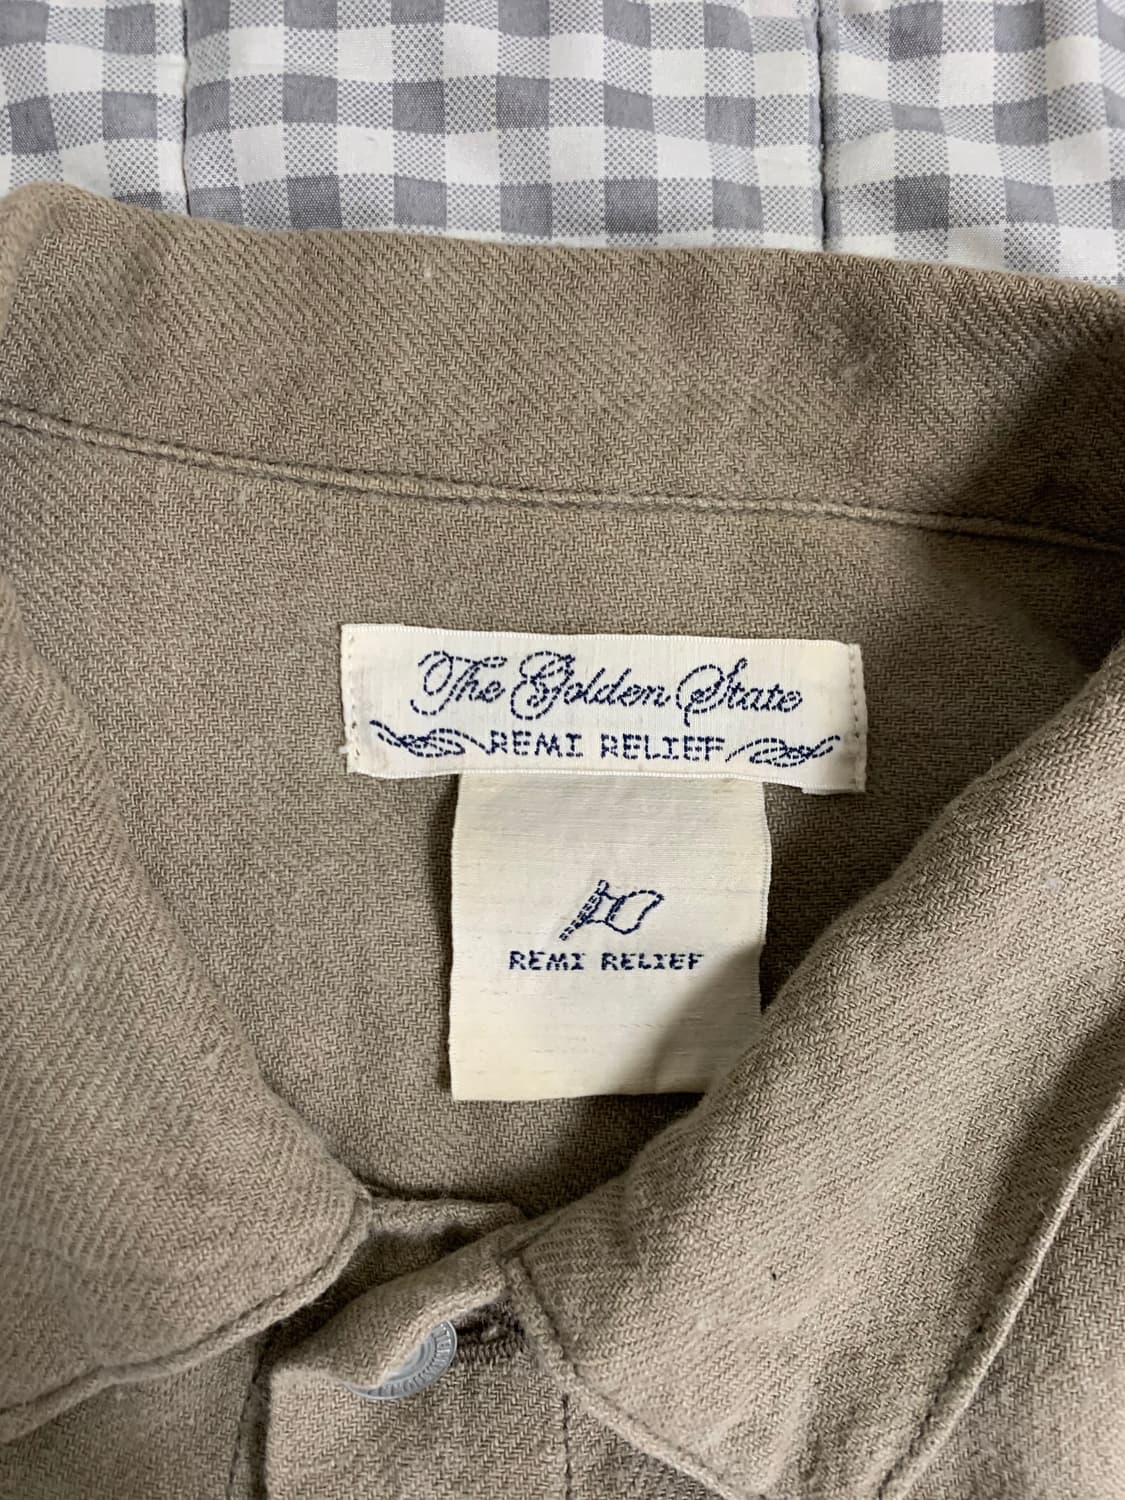 The Golden State
REMI RELIEF
REMI RELIEF